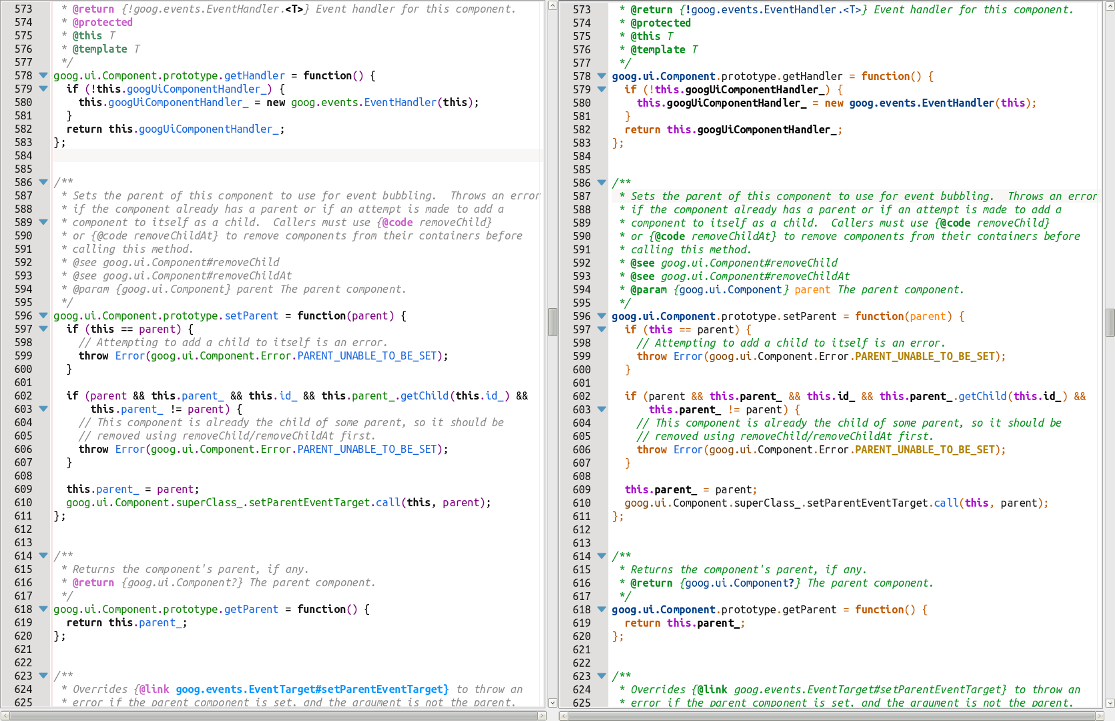 573  * @return {!goog.events.EventHandler.<T>} Event handler for this component.
574  * @protected
575  * @this T
576  * @template T
577  */
578 goog.ui.Component.prototype.getHandler = function() {
579   if (!this.googUiComponentHandler_) {
580     this.googUiComponentHandler_ = new goog.events.EventHandler(this);
581   }
582   return this.googUiComponentHandler_;
583 };
584
585
586 /**
587  * Sets the parent of this component to use for event bubbling.  Throws an error
588  * if the component already has a parent or if an attempt is made to add a
589  * component to itself as a child.  Callers must use {@code removeChild}
590  * or {@code removeChildAt} to remove components from their containers before
591  * calling this method.
592  * @see goog.ui.Component#removeChild
593  * @see goog.ui.Component#removeChildAt
594  * @param {goog.ui.Component} parent The parent component.
595  */
596 goog.ui.Component.prototype.setParent = function(parent) {
597   if (this == parent) {
598     // Attempting to add a child to itself is an error.
599     throw Error(goog.ui.Component.Error.PARENT_UNABLE_TO_BE_SET);
600   }
601
602   if (parent && this.parent_ && this.id_ && this.parent_.getChild(this.id_) &&
603       this.parent_ != parent) {
604     // This component is already the child of some parent, so it should be
605     // removed using removeChild/removeChildAt first.
606     throw Error(goog.ui.Component.Error.PARENT_UNABLE_TO_BE_SET);
607   }
608
609   this.parent_ = parent;
610   goog.ui.Component.superClass_.setParentEventTarget.call(this, parent);
611 };
612
613
614 /**
615  * Returns the component's parent, if any.
616  * @return {goog.ui.Component?} The parent component.
617  */
618 goog.ui.Component.prototype.getParent = function() {
619   return this.parent_;
620 };
621
622
623 /**
624  * Overrides {@link goog.events.EventTarget#setParentEventTarget} to throw an
625  * error if the parent component is set, and the argument is not the parent.
573  * @return {!goog.events.EventHandler.<T>} Event handler for this component.
574  * @protected
575  * @this T
576  * @template T
577  */
578 goog.ui.Component.prototype.getHandler = function() {
579   if (!this.googUiComponentHandler_) {
580     this.googUiComponentHandler_ = new goog.events.EventHandler(this);
581   }
582   return this.googUiComponentHandler_;
583 };
584
585
586 /**
587  * Sets the parent of this component to use for event bubbling.  Throws an error
588  * if the component already has a parent or if an attempt is made to add a
589  * component to itself as a child.  Callers must use {@code removeChild}
590  * or {@code removeChildAt} to remove components from their containers before
591  * calling this method.
592  * @see goog.ui.Component#removeChild
593  * @see goog.ui.Component#removeChildAt
594  * @param {goog.ui.Component} parent The parent component.
595  */
596 goog.ui.Component.prototype.setParent = function(parent) {
597   if (this == parent) {
598     // Attempting to add a child to itself is an error.
599     throw Error(goog.ui.Component.Error.PARENT_UNABLE_TO_BE_SET);
600   }
601
602   if (parent && this.parent_ && this.id_ && this.parent_.getChild(this.id_) &&
603       this.parent_ != parent) {
604     // This component is already the child of some parent, so it should be
605     // removed using removeChild/removeChildAt first.
606     throw Error(goog.ui.Component.Error.PARENT_UNABLE_TO_BE_SET);
607   }
608
609   this.parent_ = parent;
610   goog.ui.Component.superClass_.setParentEventTarget.call(this, parent);
611 };
612
613
614 /**
615  * Returns the component's parent, if any.
616  * @return {goog.ui.Component?} The parent component.
617  */
618 goog.ui.Component.prototype.getParent = function() {
619   return this.parent_;
620 };
621
622
623 /**
624  * Overrides {@link goog.events.EventTarget#setParentEventTarget} to throw an
625  * error if the parent component is set, and the argument is not the parent.